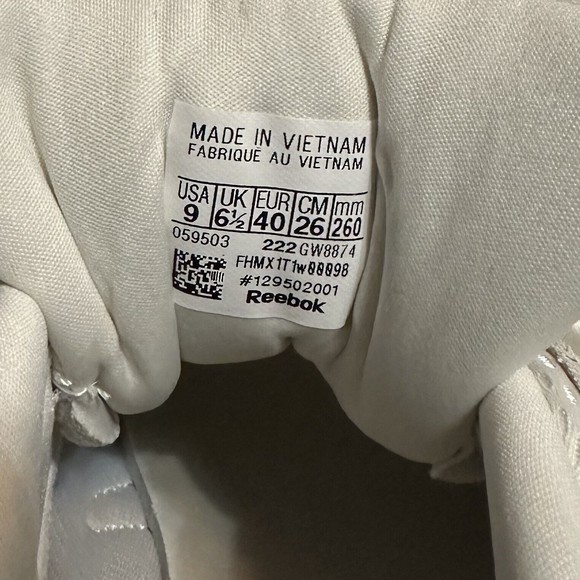 MADE IN VIETNAM
FABRIQUÉ AU VIETNAM
USA UK EUR CM mm
9 6½ 40 26 260
059503 222 GW8874
FHMX1T1w00098
#129502001
Reebok